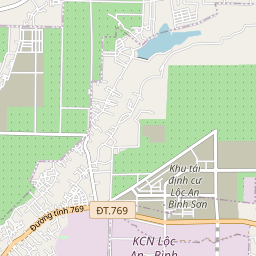 Khu tái
định cư
Lộc An
Bình Sơn
ĐT.769
Đường tỉnh 769
KCN Lộc
An - Bình